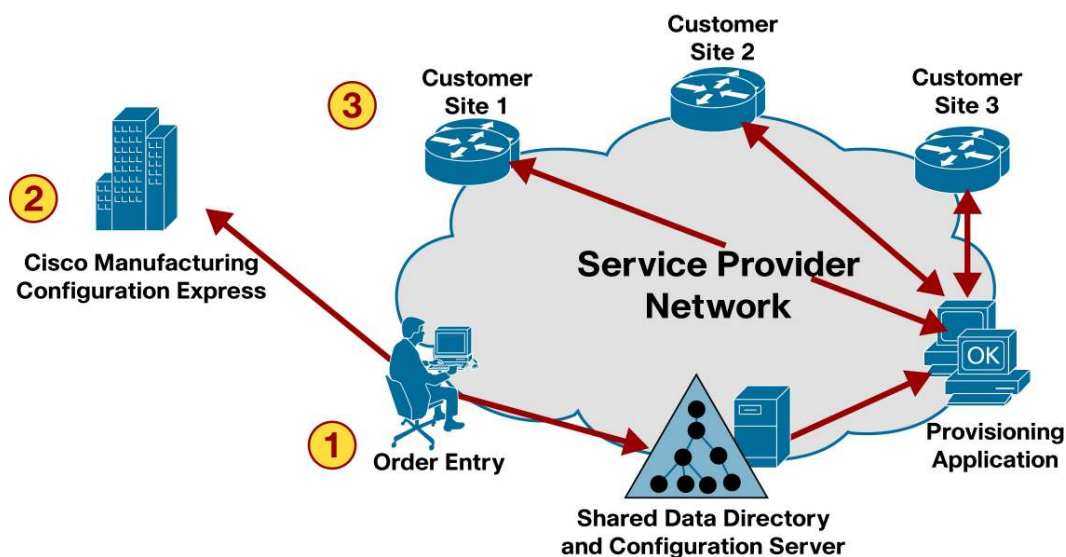 Customer
Site 2
Customer
Site 1
Customer
Site 3
3
2
Cisco Manufacturing
Configuration Express
Service Provider
Network
OK
1
Order Entry
Provisioning
Application
Shared Data Directory
and Configuration Server